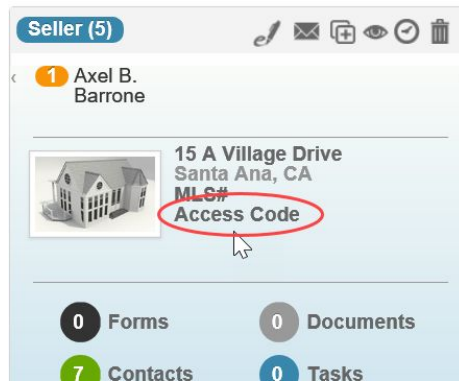 Seller (5)
1 Axel B.
Barrone
15 A Village Drive
Santa Ana, CA
MLS#
Access Code
0 Forms
0 Documents
7 Contacts
0 Tasks